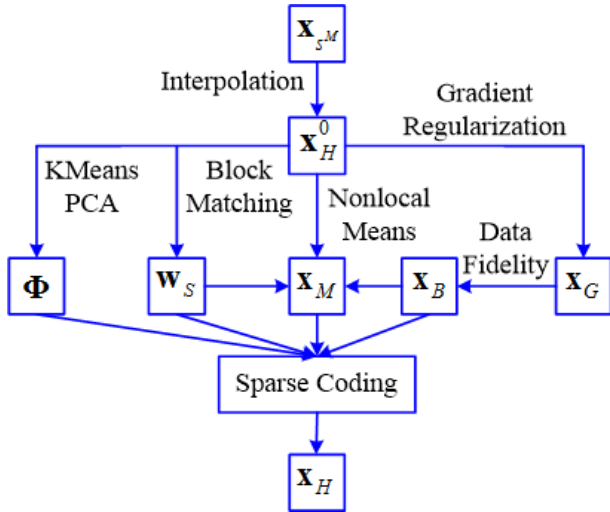 𝐱_{S^M}
Interpolation
Gradient
Regularization
𝐱_H^0
KMeans
PCA
Block
Matching
Nonlocal
Means
Data
Fidelity
𝚽
𝐰_S
𝐱_M
𝐱_B
𝐱_G
Sparse Coding
𝐱_H